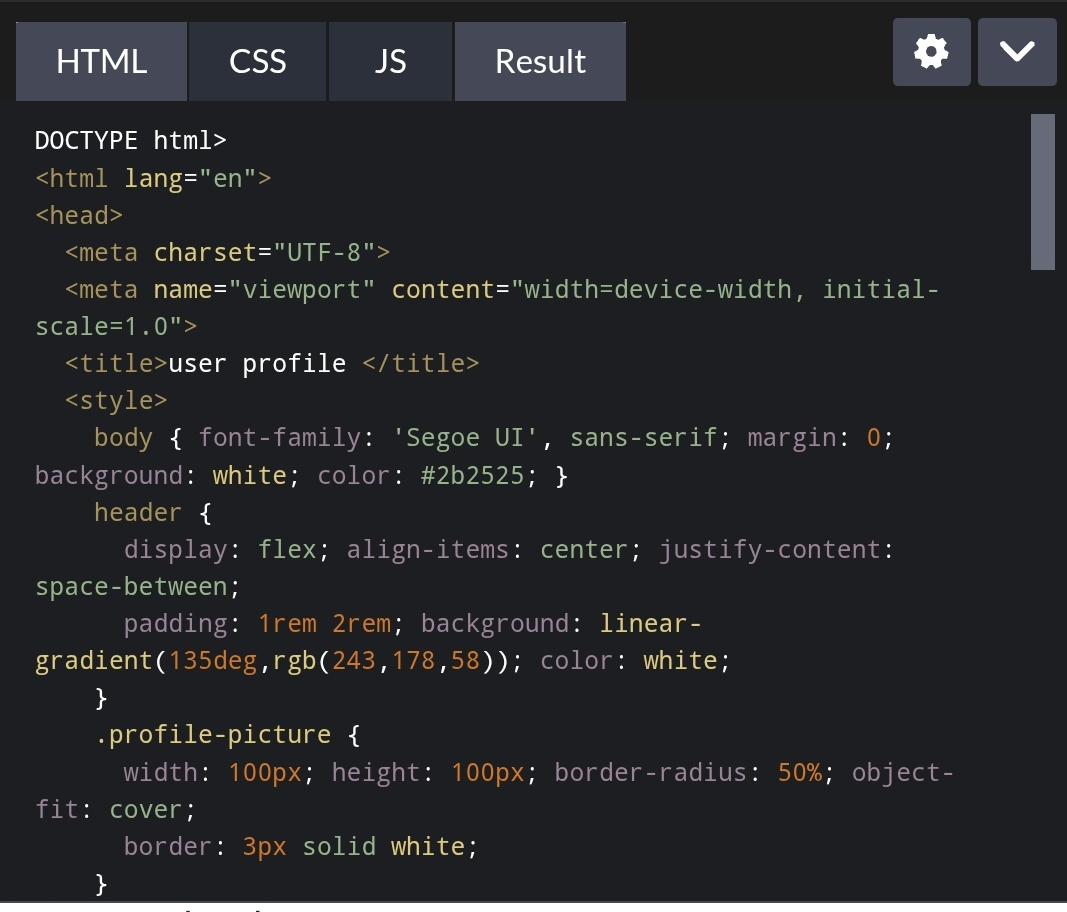 HTML CSS JS Result
DOCTYPE html>
<html lang="en">
<head>
  <meta charset="UTF-8">
  <meta name="viewport" content="width=device-width, initial-
scale=1.0">
  <title>user profile </title>
  <style>
    body { font-family: 'Segoe UI', sans-serif; margin: 0;
background: white; color: #2b2525; }
    header {
      display: flex; align-items: center; justify-content:
space-between;
      padding: 1rem 2rem; background: linear-
gradient(135deg,rgb(243,178,58)); color: white;
    }
    .profile-picture {
      width: 100px; height: 100px; border-radius: 50%; object-
fit: cover;
      border: 3px solid white;
    }